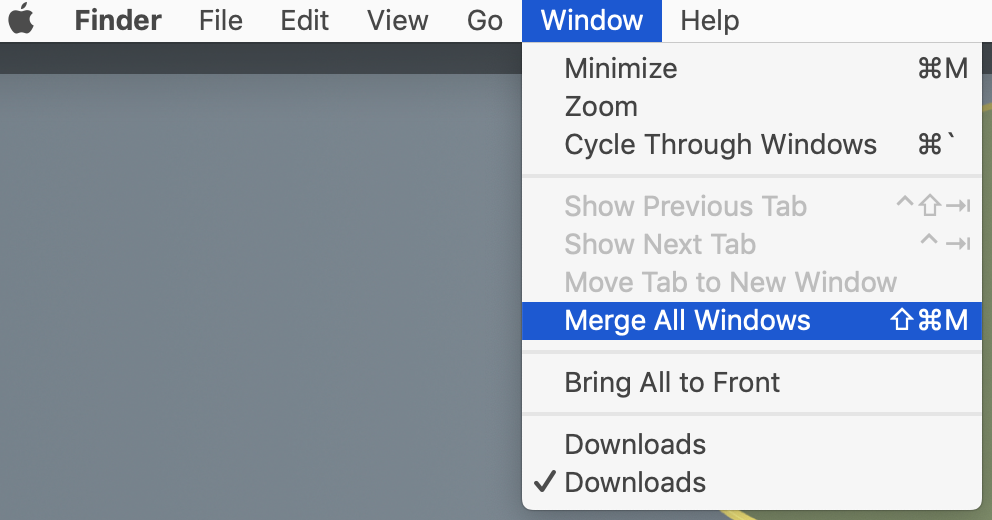 Finder File Edit View Go Window Help
Minimize ⌘M
Zoom
Cycle Through Windows ⌘`
Show Previous Tab ^⇧⇥
Show Next Tab ^⇥
Move Tab to New Window
Merge All Windows ⇧⌘M
Bring All to Front
Downloads
✓ Downloads